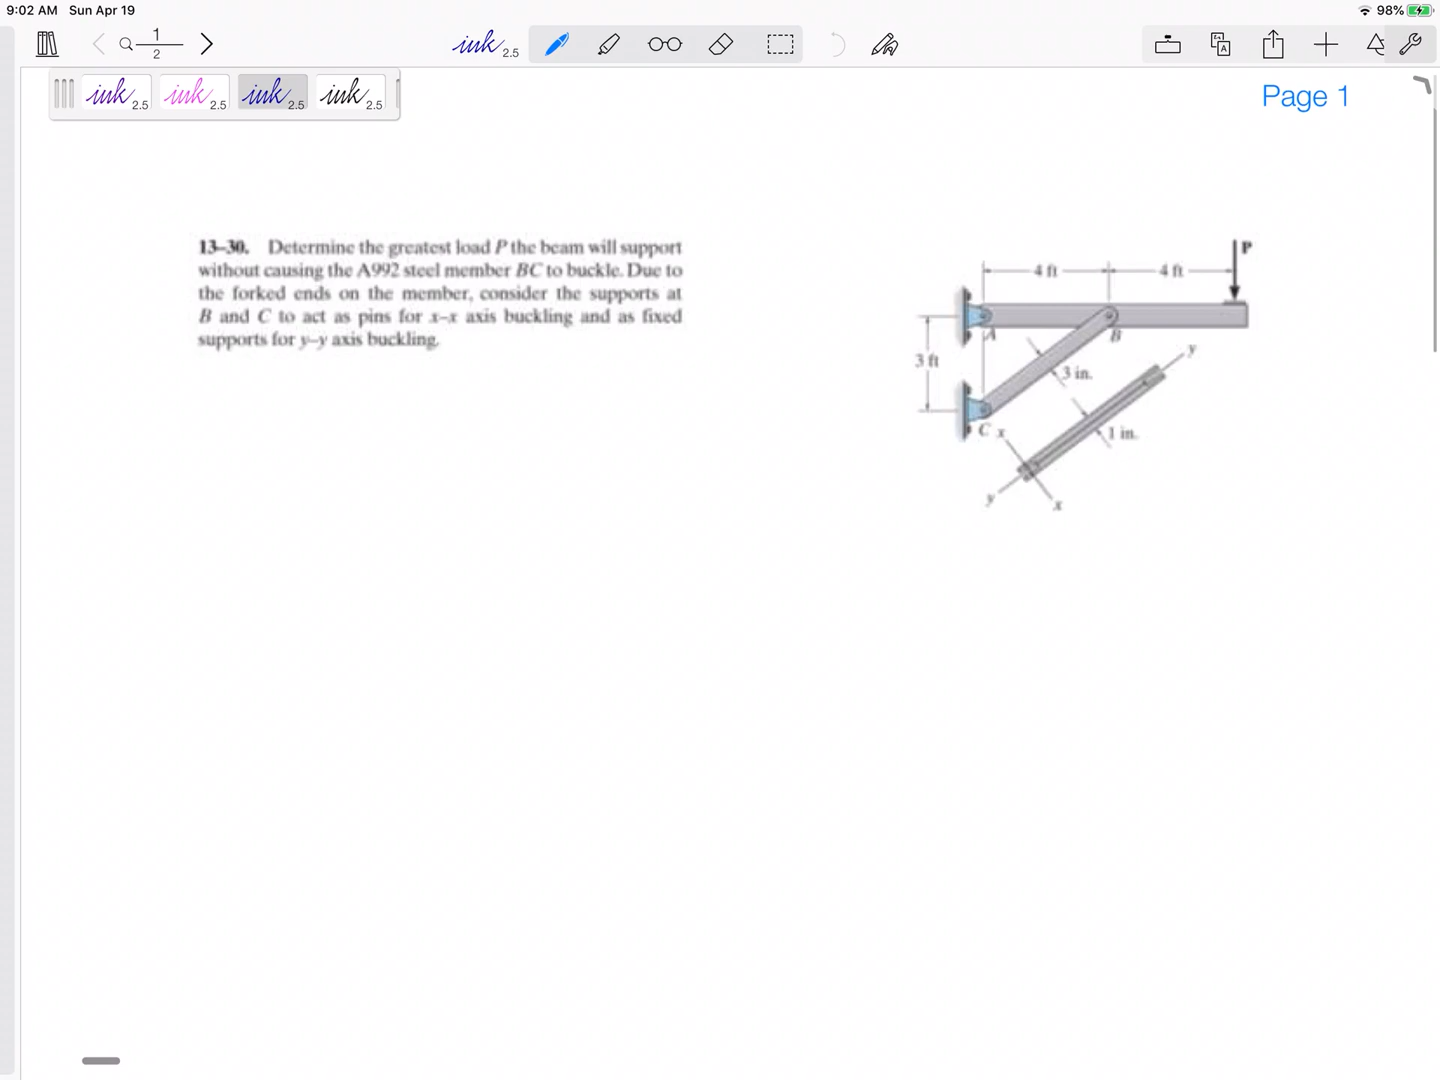 9:02 AM Sun Apr 19
98%
1
2
ink 2.5
ink 2.5
ink 2.5
ink 2.5
ink 2.5
Page 1
13–30. Determine the greatest load P the beam will support
without causing the A992 steel member BC to buckle. Due to
the forked ends on the member, consider the supports at
B and C to act as pins for x–x axis buckling and as fixed
supports for y–y axis buckling.
P
4 ft
4 ft
A
B
3 ft
3 in.
y
C
x
1 in.
y
x